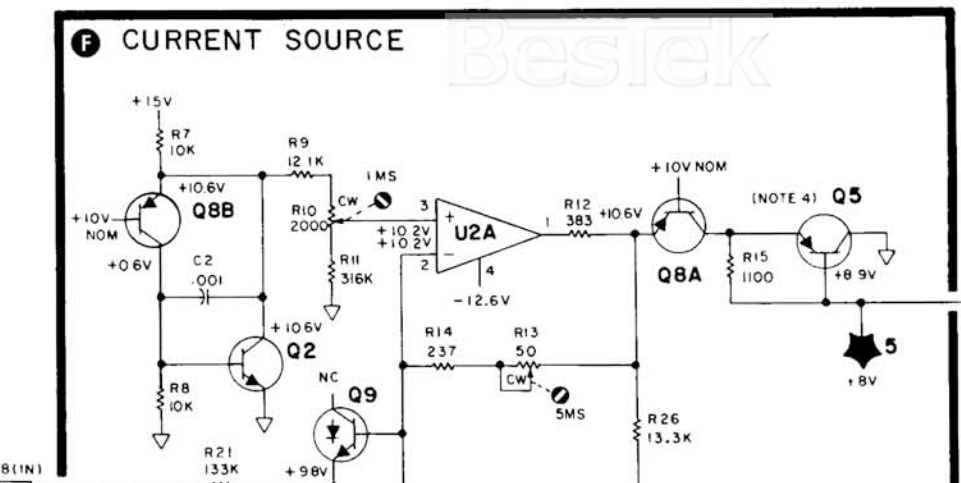 BesTek
F CURRENT SOURCE
+15V
R7
10K
R9
12.1K
1MS
+10V NOM
+10.6V
Q8B
CW
R10
2000
3
+
1
R12
383
+10.6V
(NOTE 4) Q5
+10V
NOM
+10.2V
+10.2V
U2A
2
-
4
-12.6V
Q8A
R15
1100
+8.9V
+0.6V
C2
.001
R11
316K
+10.6V
Q2
R14
237
R13
50
CW
5MS
5
+8V
R8
10K
NC
Q9
R26
13.3K
8(1N)
R21
133K
+9.8V